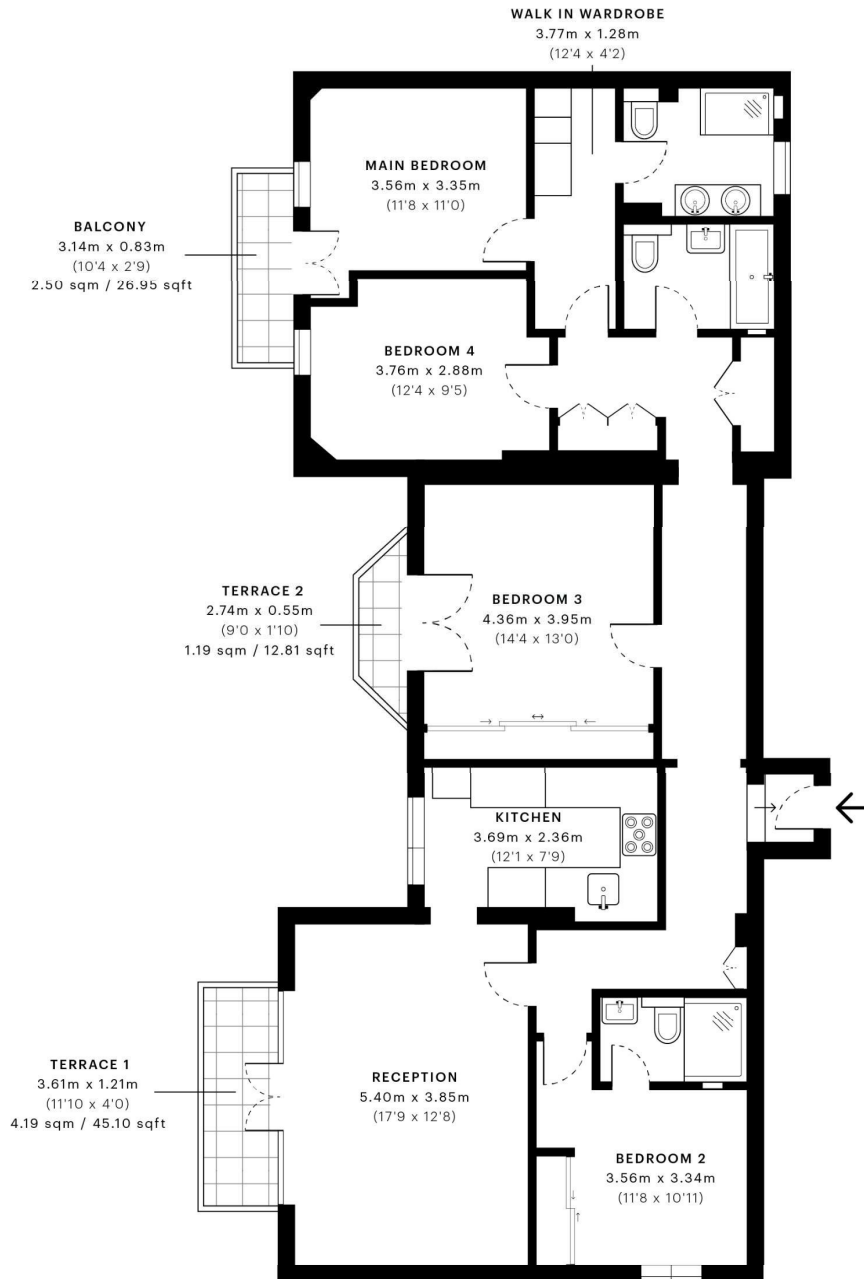 WALK IN WARDROBE
3.77m x 1.28m
(12'4 x 4'2)
MAIN BEDROOM
3.56m x 3.35m
(11'8 x 11'0)
BALCONY
3.14m x 0.83m
(10'4 x 2'9)
2.50 sqm / 26.95 sqft
BEDROOM 4
3.76m x 2.88m
(12'4 x 9'5)
TERRACE 2
2.74m x 0.55m
(9'0 x 1'10)
1.19 sqm / 12.81 sqft
BEDROOM 3
4.36m x 3.95m
(14'4 x 13'0)
KITCHEN
3.69m x 2.36m
(12'1 x 7'9)
TERRACE 1
3.61m x 1.21m
(11'10 x 4'0)
4.19 sqm / 45.10 sqft
RECEPTION
5.40m x 3.85m
(17'9 x 12'8)
BEDROOM 2
3.56m x 3.34m
(11'8 x 10'11)